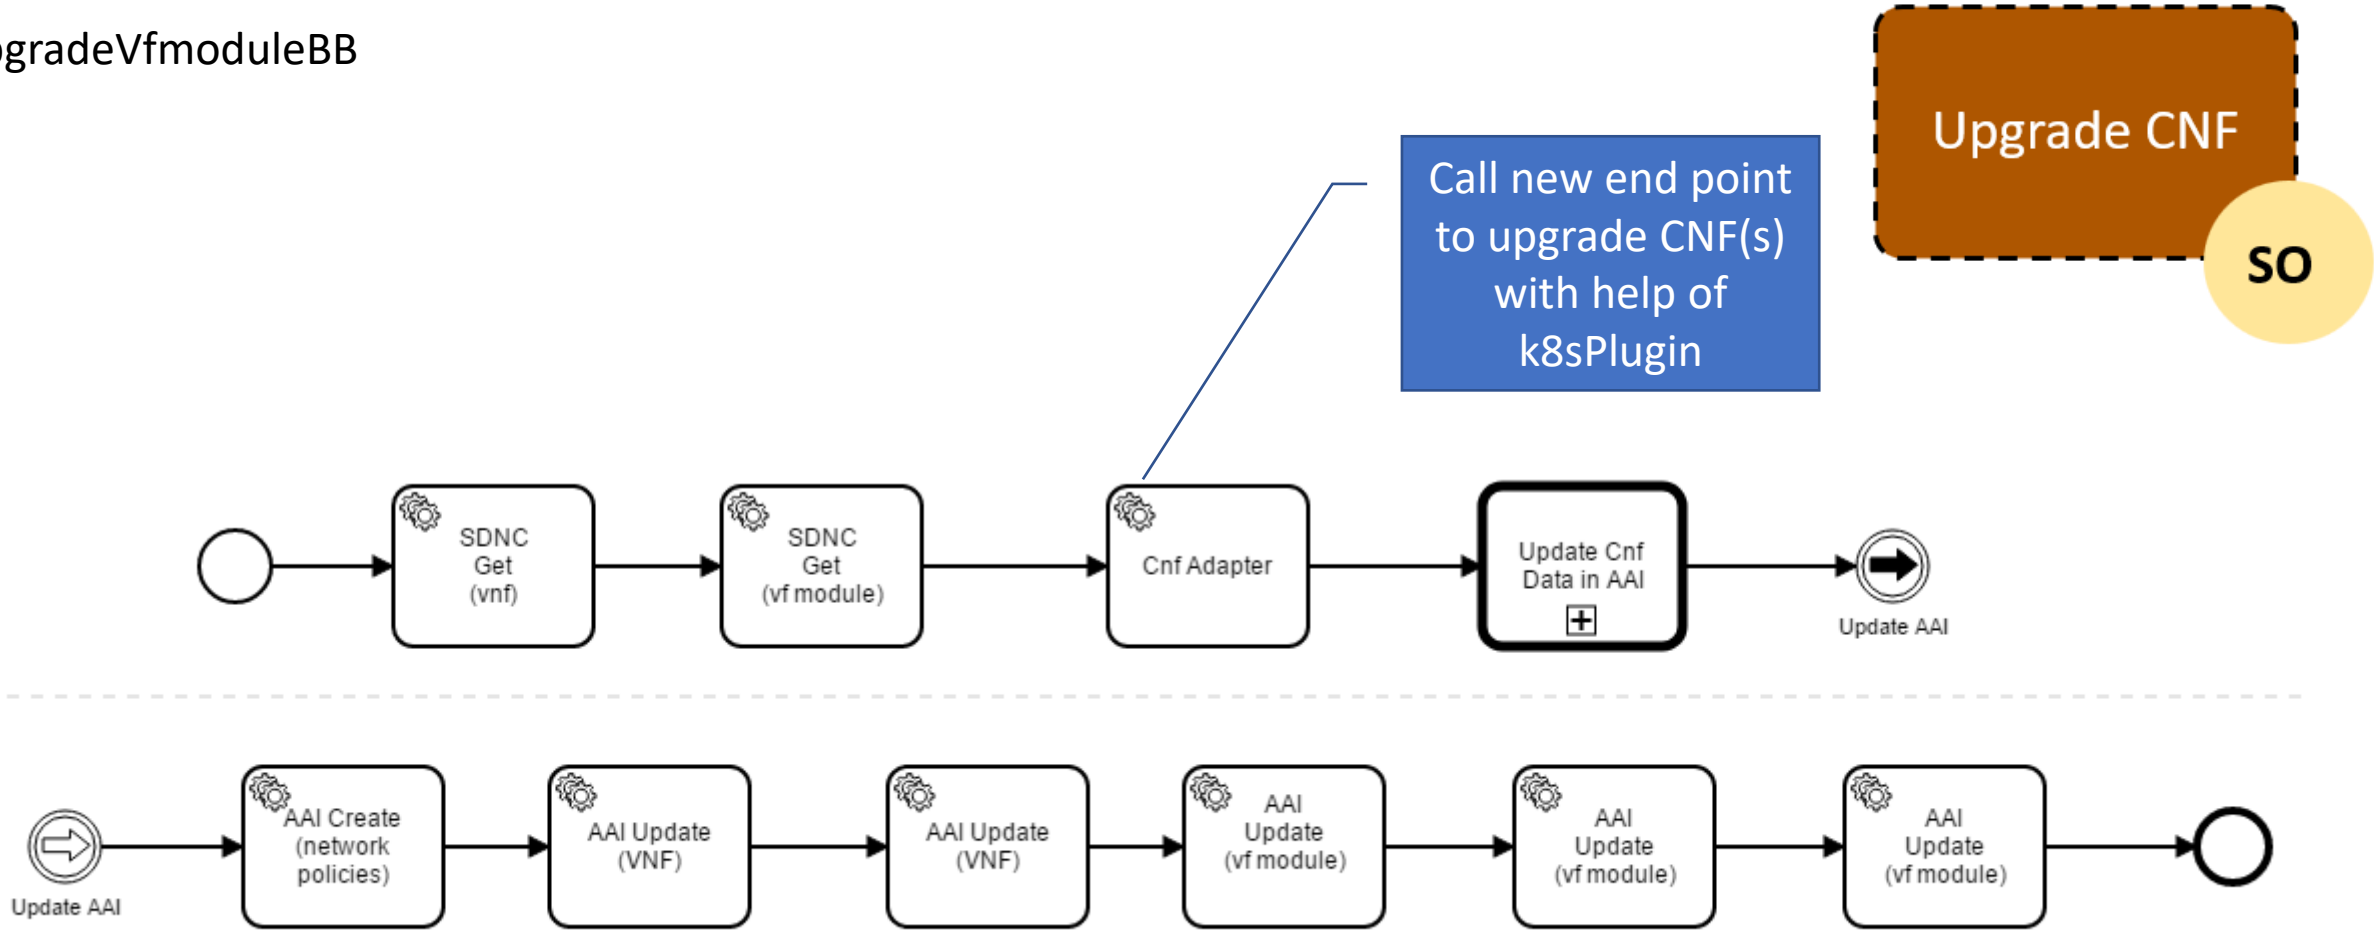 gradeVfmoduleBB
Upgrade CNF
SO
Call new end point
to upgrade CNF(s)
with help of
k8sPlugin
SDNC
Get
(vnf)
SDNC
Get
(vf module)
Cnf Adapter
Update Cnf
Data in AAI
Update AAI
Update AAI
AAI Create
(network
policies)
AAI Update
(VNF)
AAI Update
(VNF)
AAI
Update
(vf module)
AAI
Update
(vf module)
AAI
Update
(vf module)